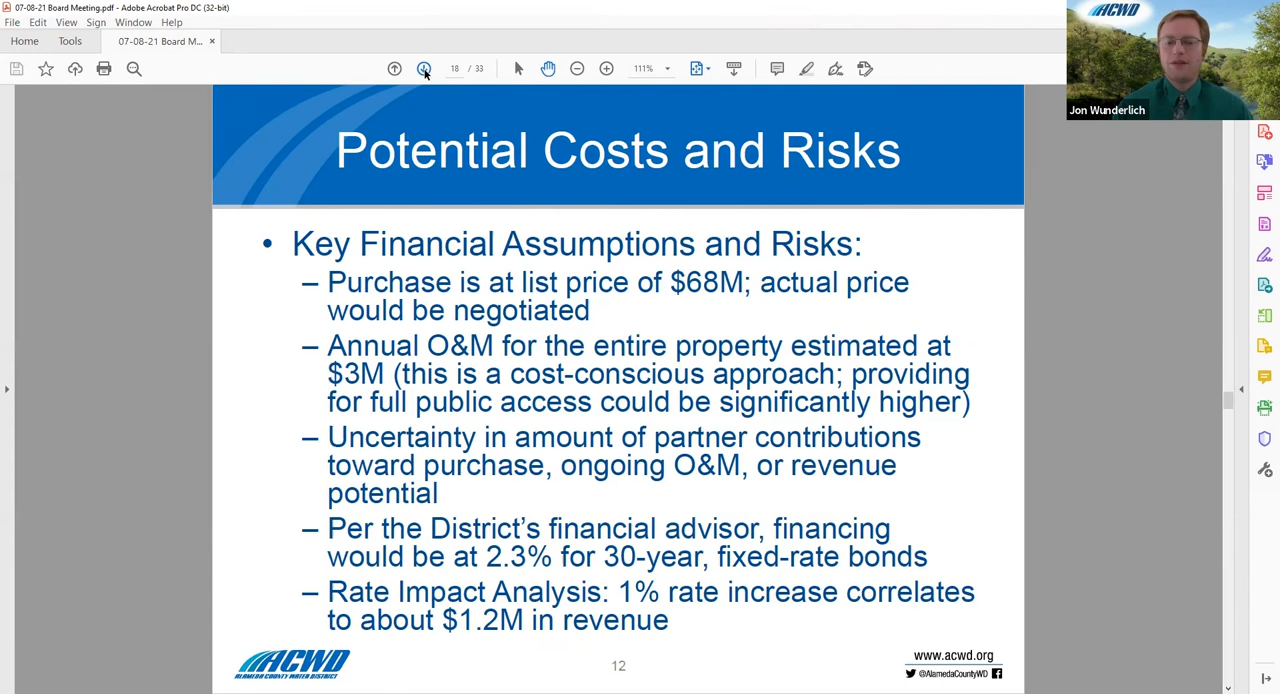 07-08-21 Board Meeting.pdf - Adobe Acrobat Pro DC (32-bit)
File Edit View Sign Window Help
Home Tools 07-08-21 Board M... ×
18 / 33 111%
ACWD
Jon Wunderlich
Potential Costs and Risks
• Key Financial Assumptions and Risks:
– Purchase is at list price of $68M; actual price
would be negotiated
– Annual O&M for the entire property estimated at
$3M (this is a cost-conscious approach; providing
for full public access could be significantly higher)
– Uncertainty in amount of partner contributions
toward purchase, ongoing O&M, or revenue
potential
– Per the District's financial advisor, financing
would be at 2.3% for 30-year, fixed-rate bonds
– Rate Impact Analysis: 1% rate increase correlates
to about $1.2M in revenue
ACWD
ALAMEDA COUNTY WATER DISTRICT
12
www.acwd.org
@AlamedaCountyWD